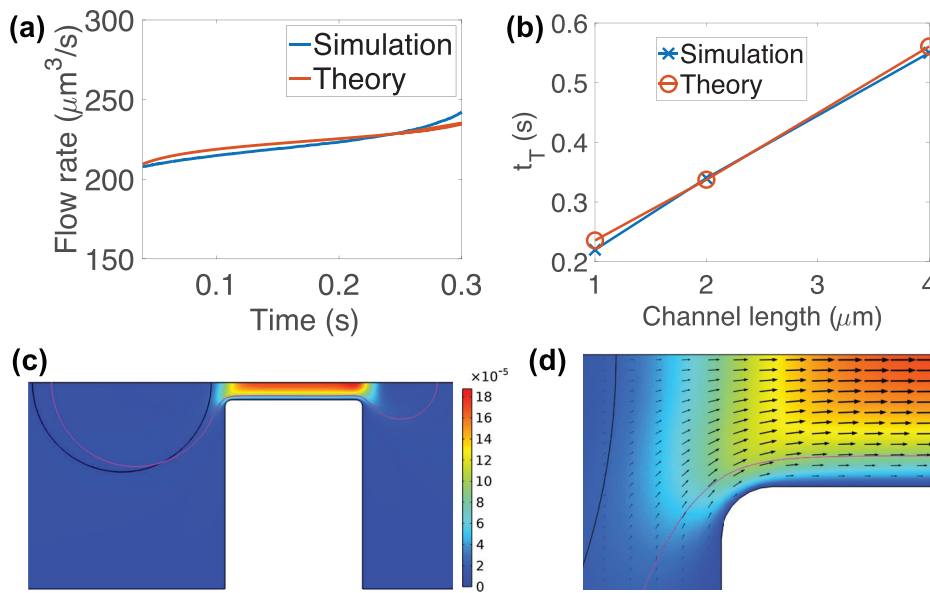 (a)
300
250
200
150
Flow rate (μm³/s)
Simulation
Theory
0.1
0.2
0.3
Time (s)
(b)
0.6
0.5
0.4
0.3
0.2
t_T (s)
Simulation
Theory
1
2
3
4
Channel length (μm)
(c)
×10⁻⁵
18
16
14
12
10
8
6
4
2
0
(d)